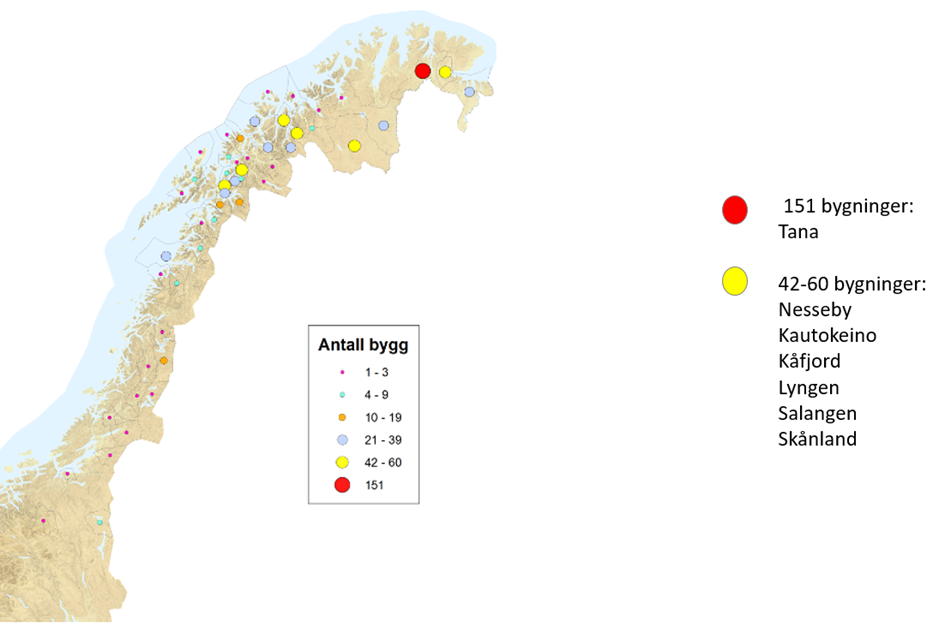 Antall bygg
1 - 3
4 - 9
10 - 19
21 - 39
42 - 60
151
151 bygninger:
Tana
42-60 bygninger:
Nesseby
Kautokeino
Kåfjord
Lyngen
Salangen
Skånland